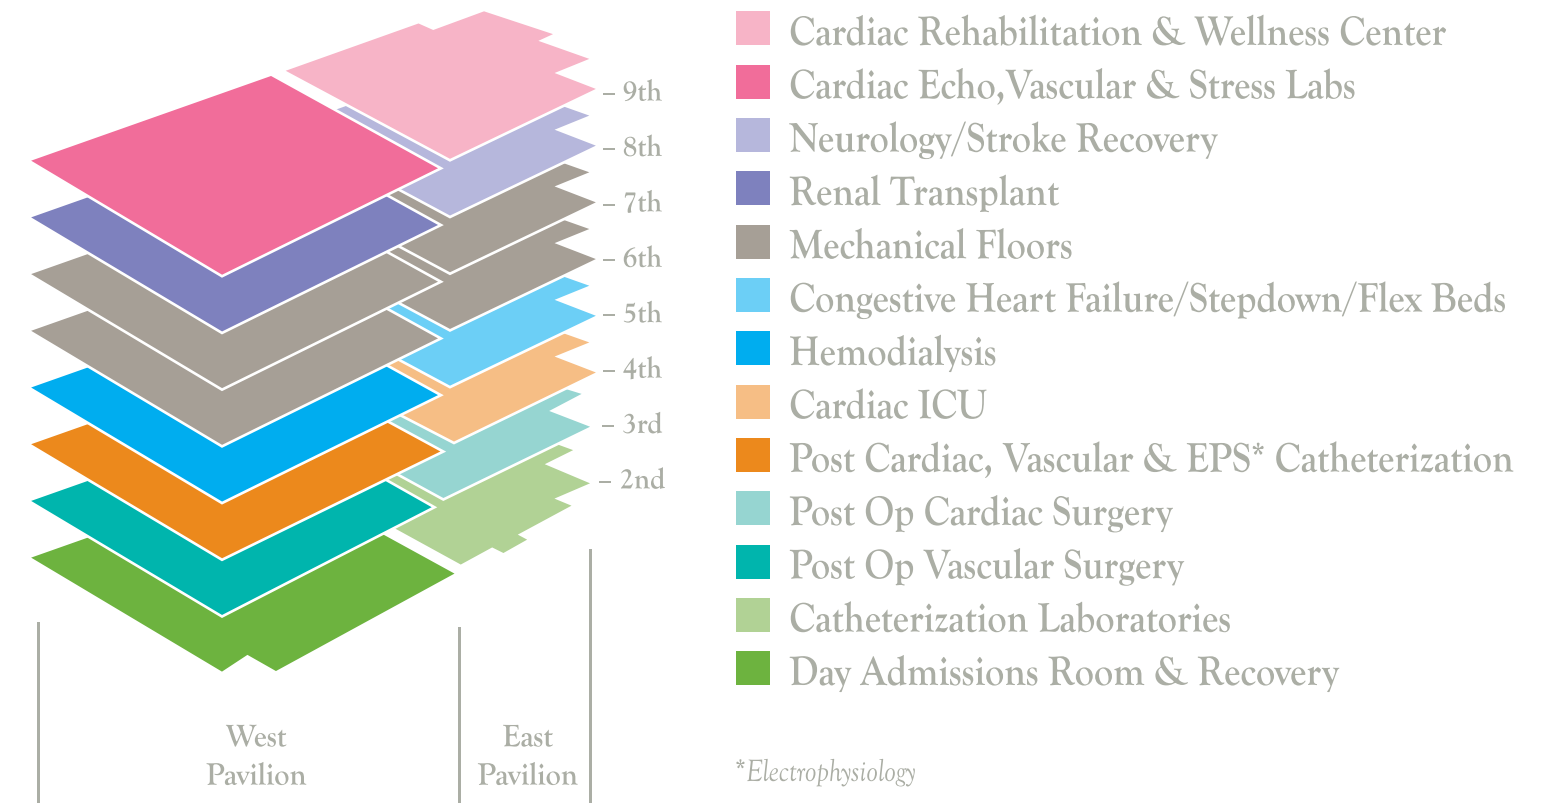 9th
8th
7th
6th
5th
4th
3rd
2nd
West
Pavilion
East
Pavilion
Cardiac Rehabilitation & Wellness Center
Cardiac Echo,Vascular & Stress Labs
Neurology/Stroke Recovery
Renal Transplant
Mechanical Floors
Congestive Heart Failure/Stepdown/Flex Beds
Hemodialysis
Cardiac ICU
Post Cardiac, Vascular & EPS* Catheterization
Post Op Cardiac Surgery
Post Op Vascular Surgery
Catheterization Laboratories
Day Admissions Room & Recovery
*Electrophysiology